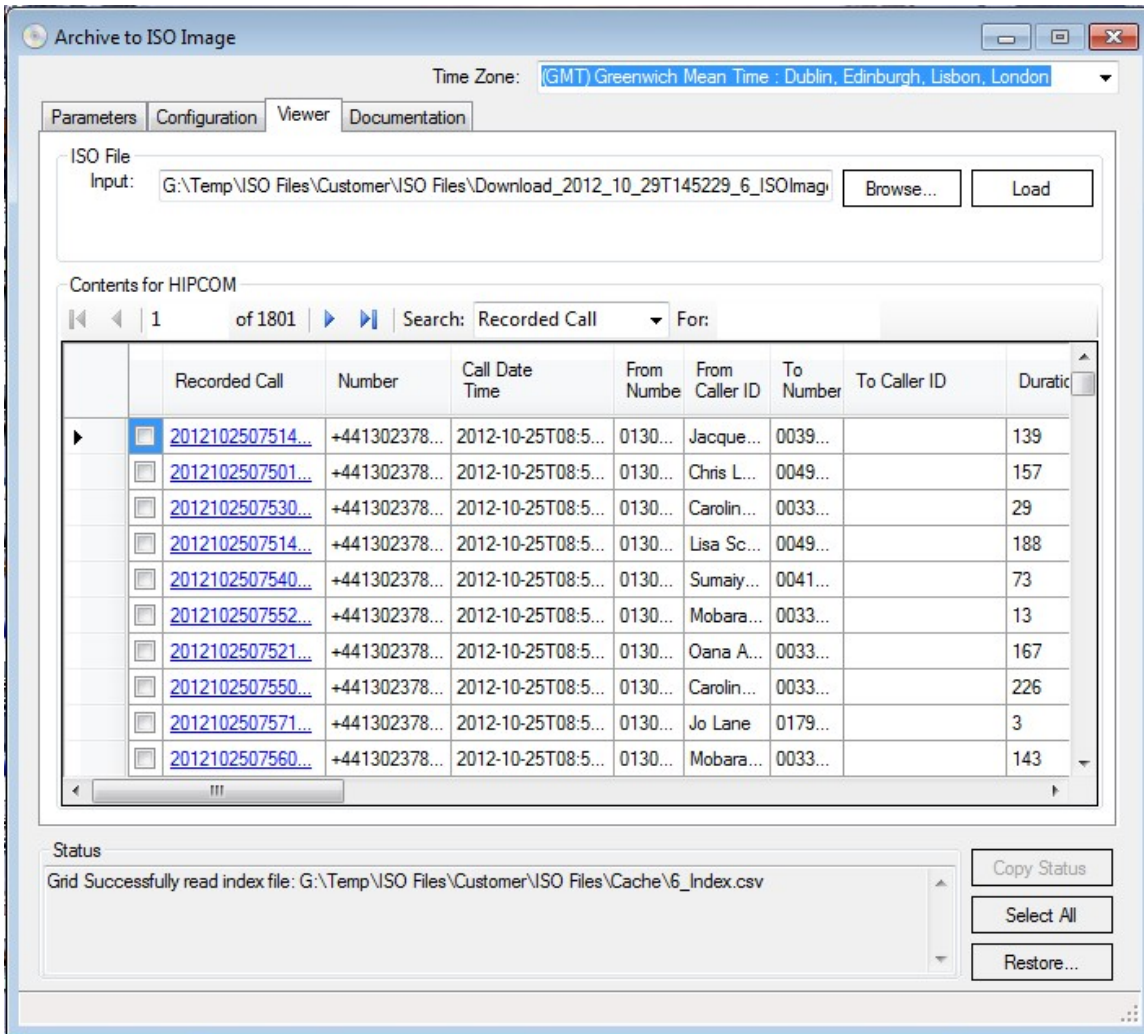 Archive to ISO Image
Time Zone: (GMT) Greenwich Mean Time : Dublin, Edinburgh, Lisbon, London
Parameters Configuration Viewer Documentation
ISO File
Input: G:\Temp\ISO Files\Customer\ISO Files\Download_2012_10_29T145229_6_ISOImag Browse... Load
Contents for HIPCOM
1 of 1801 Search: Recorded Call For:
Recorded Call Number Call Date Time From Numbe From Caller ID To Number To Caller ID Duratic
2012102507514... +441302378... 2012-10-25T08:5... 0130... Jacque... 0039... 139
2012102507501... +441302378... 2012-10-25T08:5... 0130... Chris L... 0049... 157
2012102507530... +441302378... 2012-10-25T08:5... 0130... Carolin... 0033... 29
2012102507514... +441302378... 2012-10-25T08:5... 0130... Lisa Sc... 0049... 188
2012102507540... +441302378... 2012-10-25T08:5... 0130... Sumaiy... 0041... 73
2012102507552... +441302378... 2012-10-25T08:5... 0130... Mobara... 0033... 13
2012102507521... +441302378... 2012-10-25T08:5... 0130... Oana A... 0033... 167
2012102507550... +441302378... 2012-10-25T08:5... 0130... Carolin... 0033... 226
2012102507571... +441302378... 2012-10-25T08:5... 0130... Jo Lane 0179... 3
2012102507560... +441302378... 2012-10-25T08:5... 0130... Mobara... 0033... 143
Status
Grid Successfully read index file: G:\Temp\ISO Files\Customer\ISO Files\Cache\6_Index.csv
Copy Status
Select All
Restore...